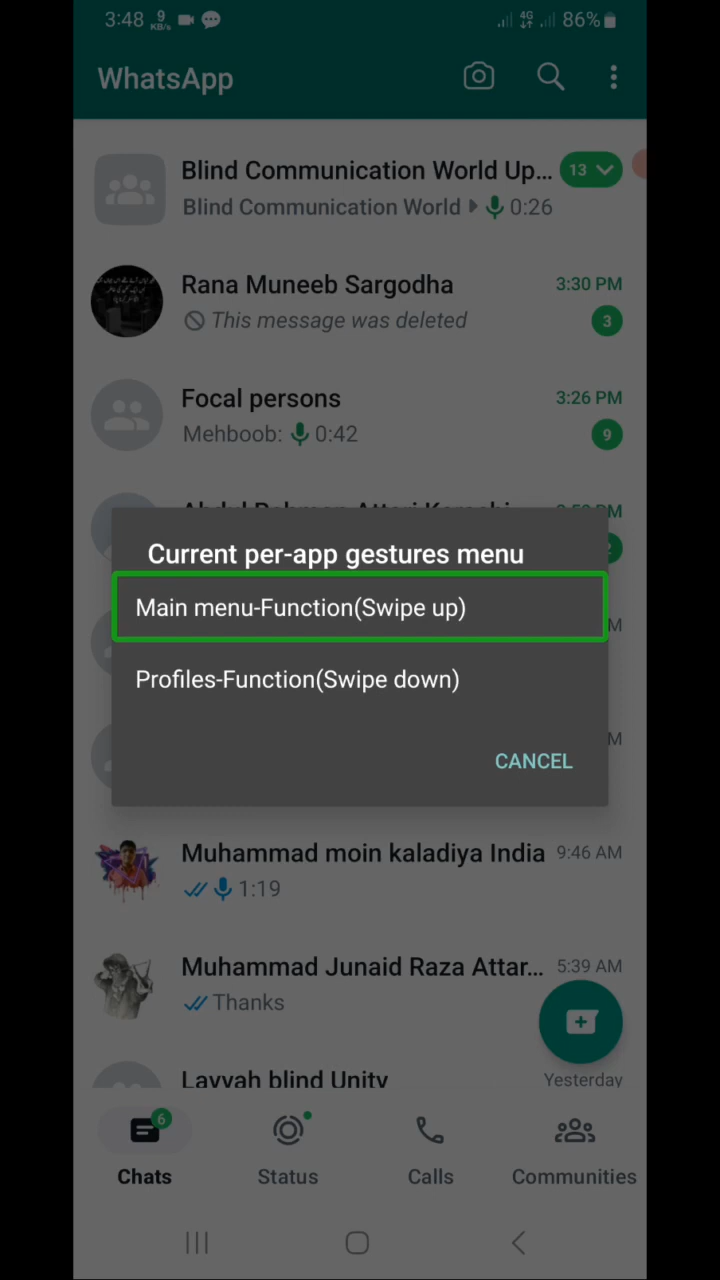 3:48 9 KB/s 4G 86%
WhatsApp
Blind Communication World Up... 13
Blind Communication World 0:26
Rana Muneeb Sargodha 3:30 PM
This message was deleted 3
Focal persons 3:26 PM
Mehboob: 0:42 9
Current per-app gestures menu
Main menu-Function(Swipe up)
Profiles-Function(Swipe down)
CANCEL
Muhammad moin kaladiya India 9:46 AM
1:19
Muhammad Junaid Raza Attar... 5:39 AM
Thanks
Layyah blind Unity Yesterday
6
Chats Status Calls Communities